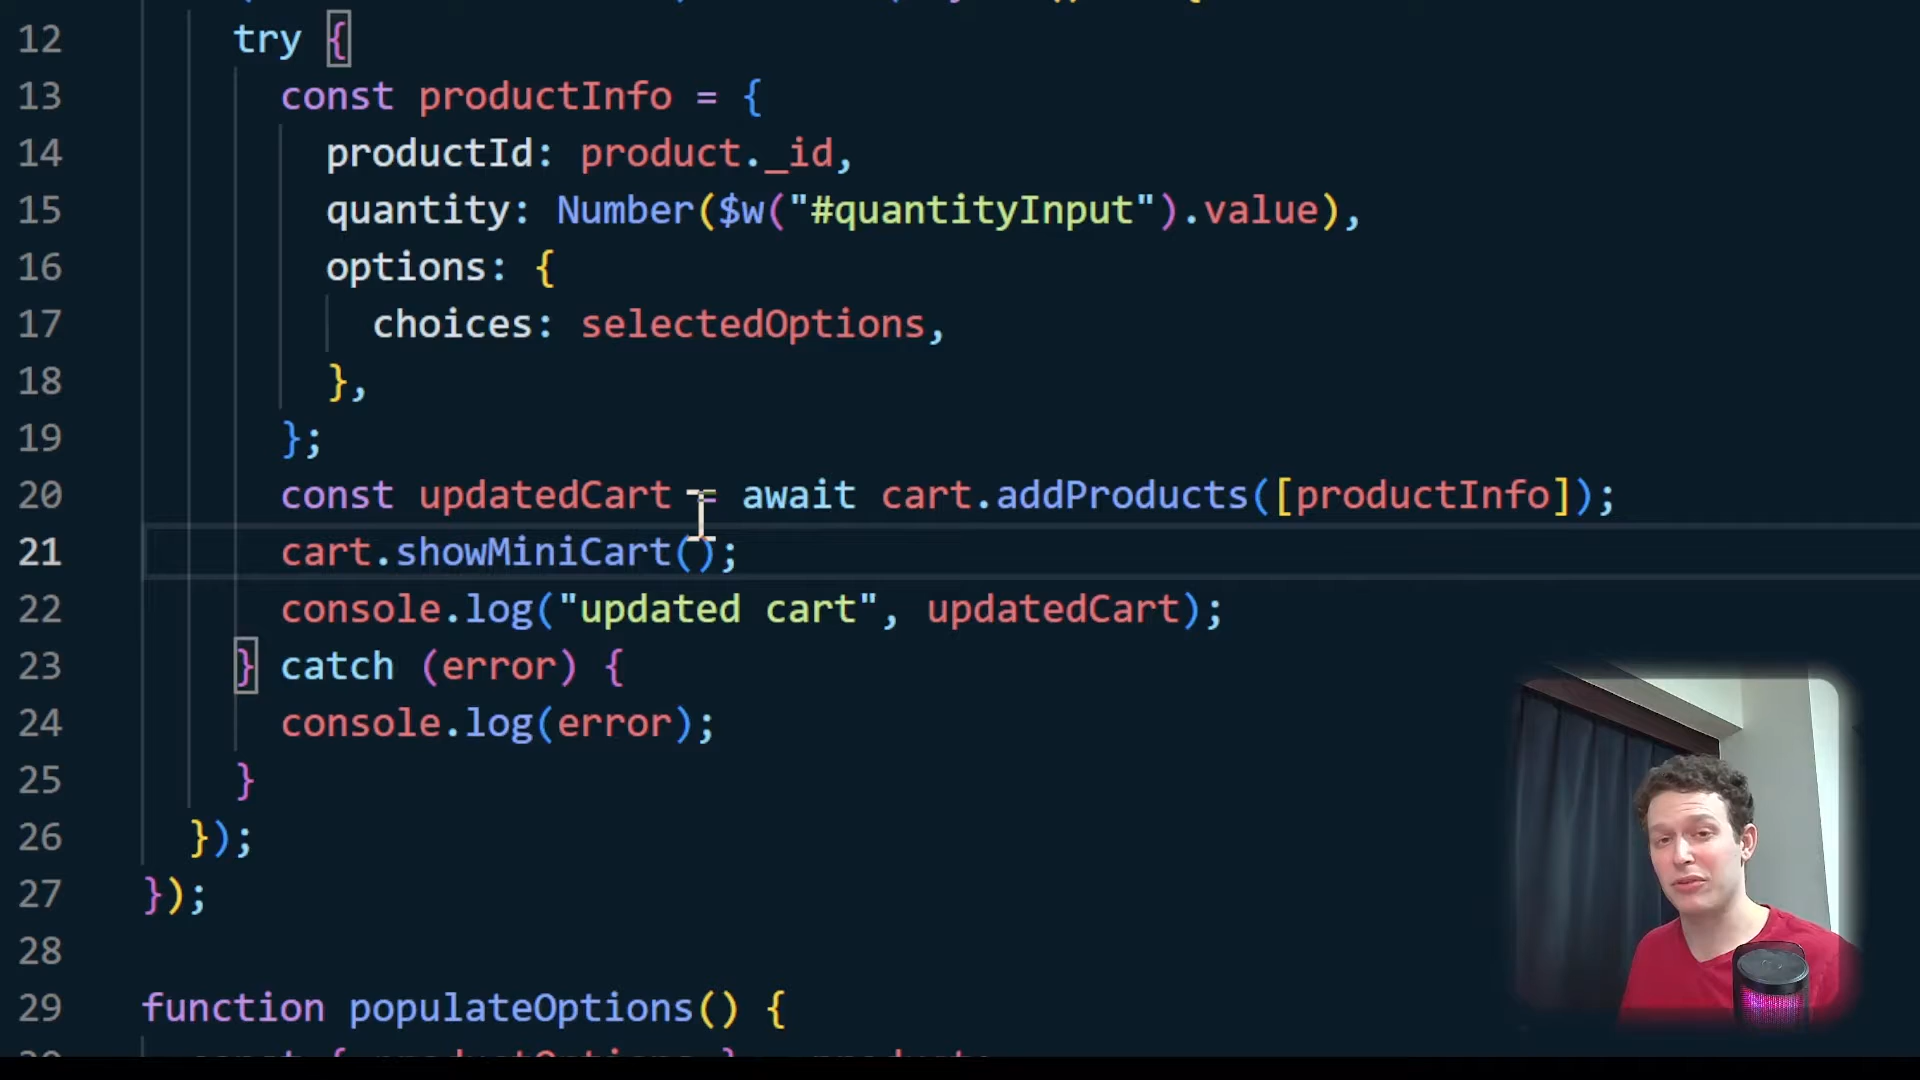 12 try {
13 const productInfo = {
14 productId: product._id,
15 quantity: Number($w("#quantityInput").value),
16 options: {
17 choices: selectedOptions,
18 },
19 };
20 const updatedCart = await cart.addProducts([productInfo]);
21 cart.showMiniCart();
22 console.log("updated cart", updatedCart);
23 } catch (error) {
24 console.log(error);
25 }
26 });
27 });
28
29 function populateOptions() {